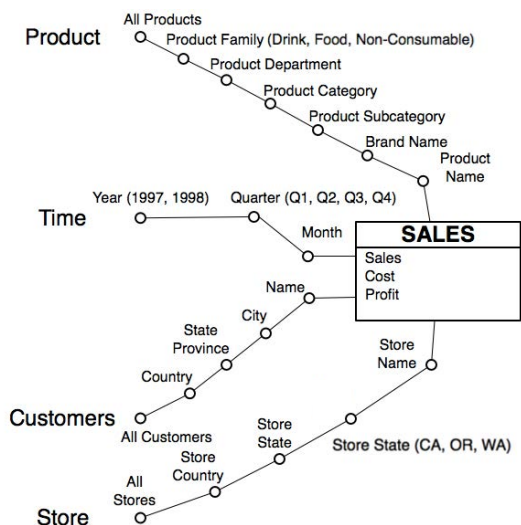 All Products
Product
Product Family (Drink, Food, Non-Consumable)
Product Department
Product Category
Product Subcategory
Brand Name
Product
Name
Time
Year (1997, 1998)
Quarter (Q1, Q2, Q3, Q4)
Month
SALES
Sales
Cost
Profit
Name
City
State
Province
Country
Customers
All Customers
Store
Name
Store State (CA, OR, WA)
Store
State
Store
Country
All
Stores
Store